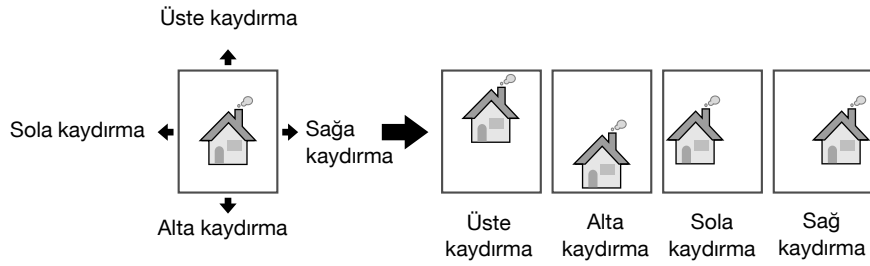 Üste kaydırma
Sola kaydırma
Sağa
kaydırma
Alta kaydırma
Üste
kaydırma
Alta
kaydırma
Sola
kaydırma
Sağ
kaydırma